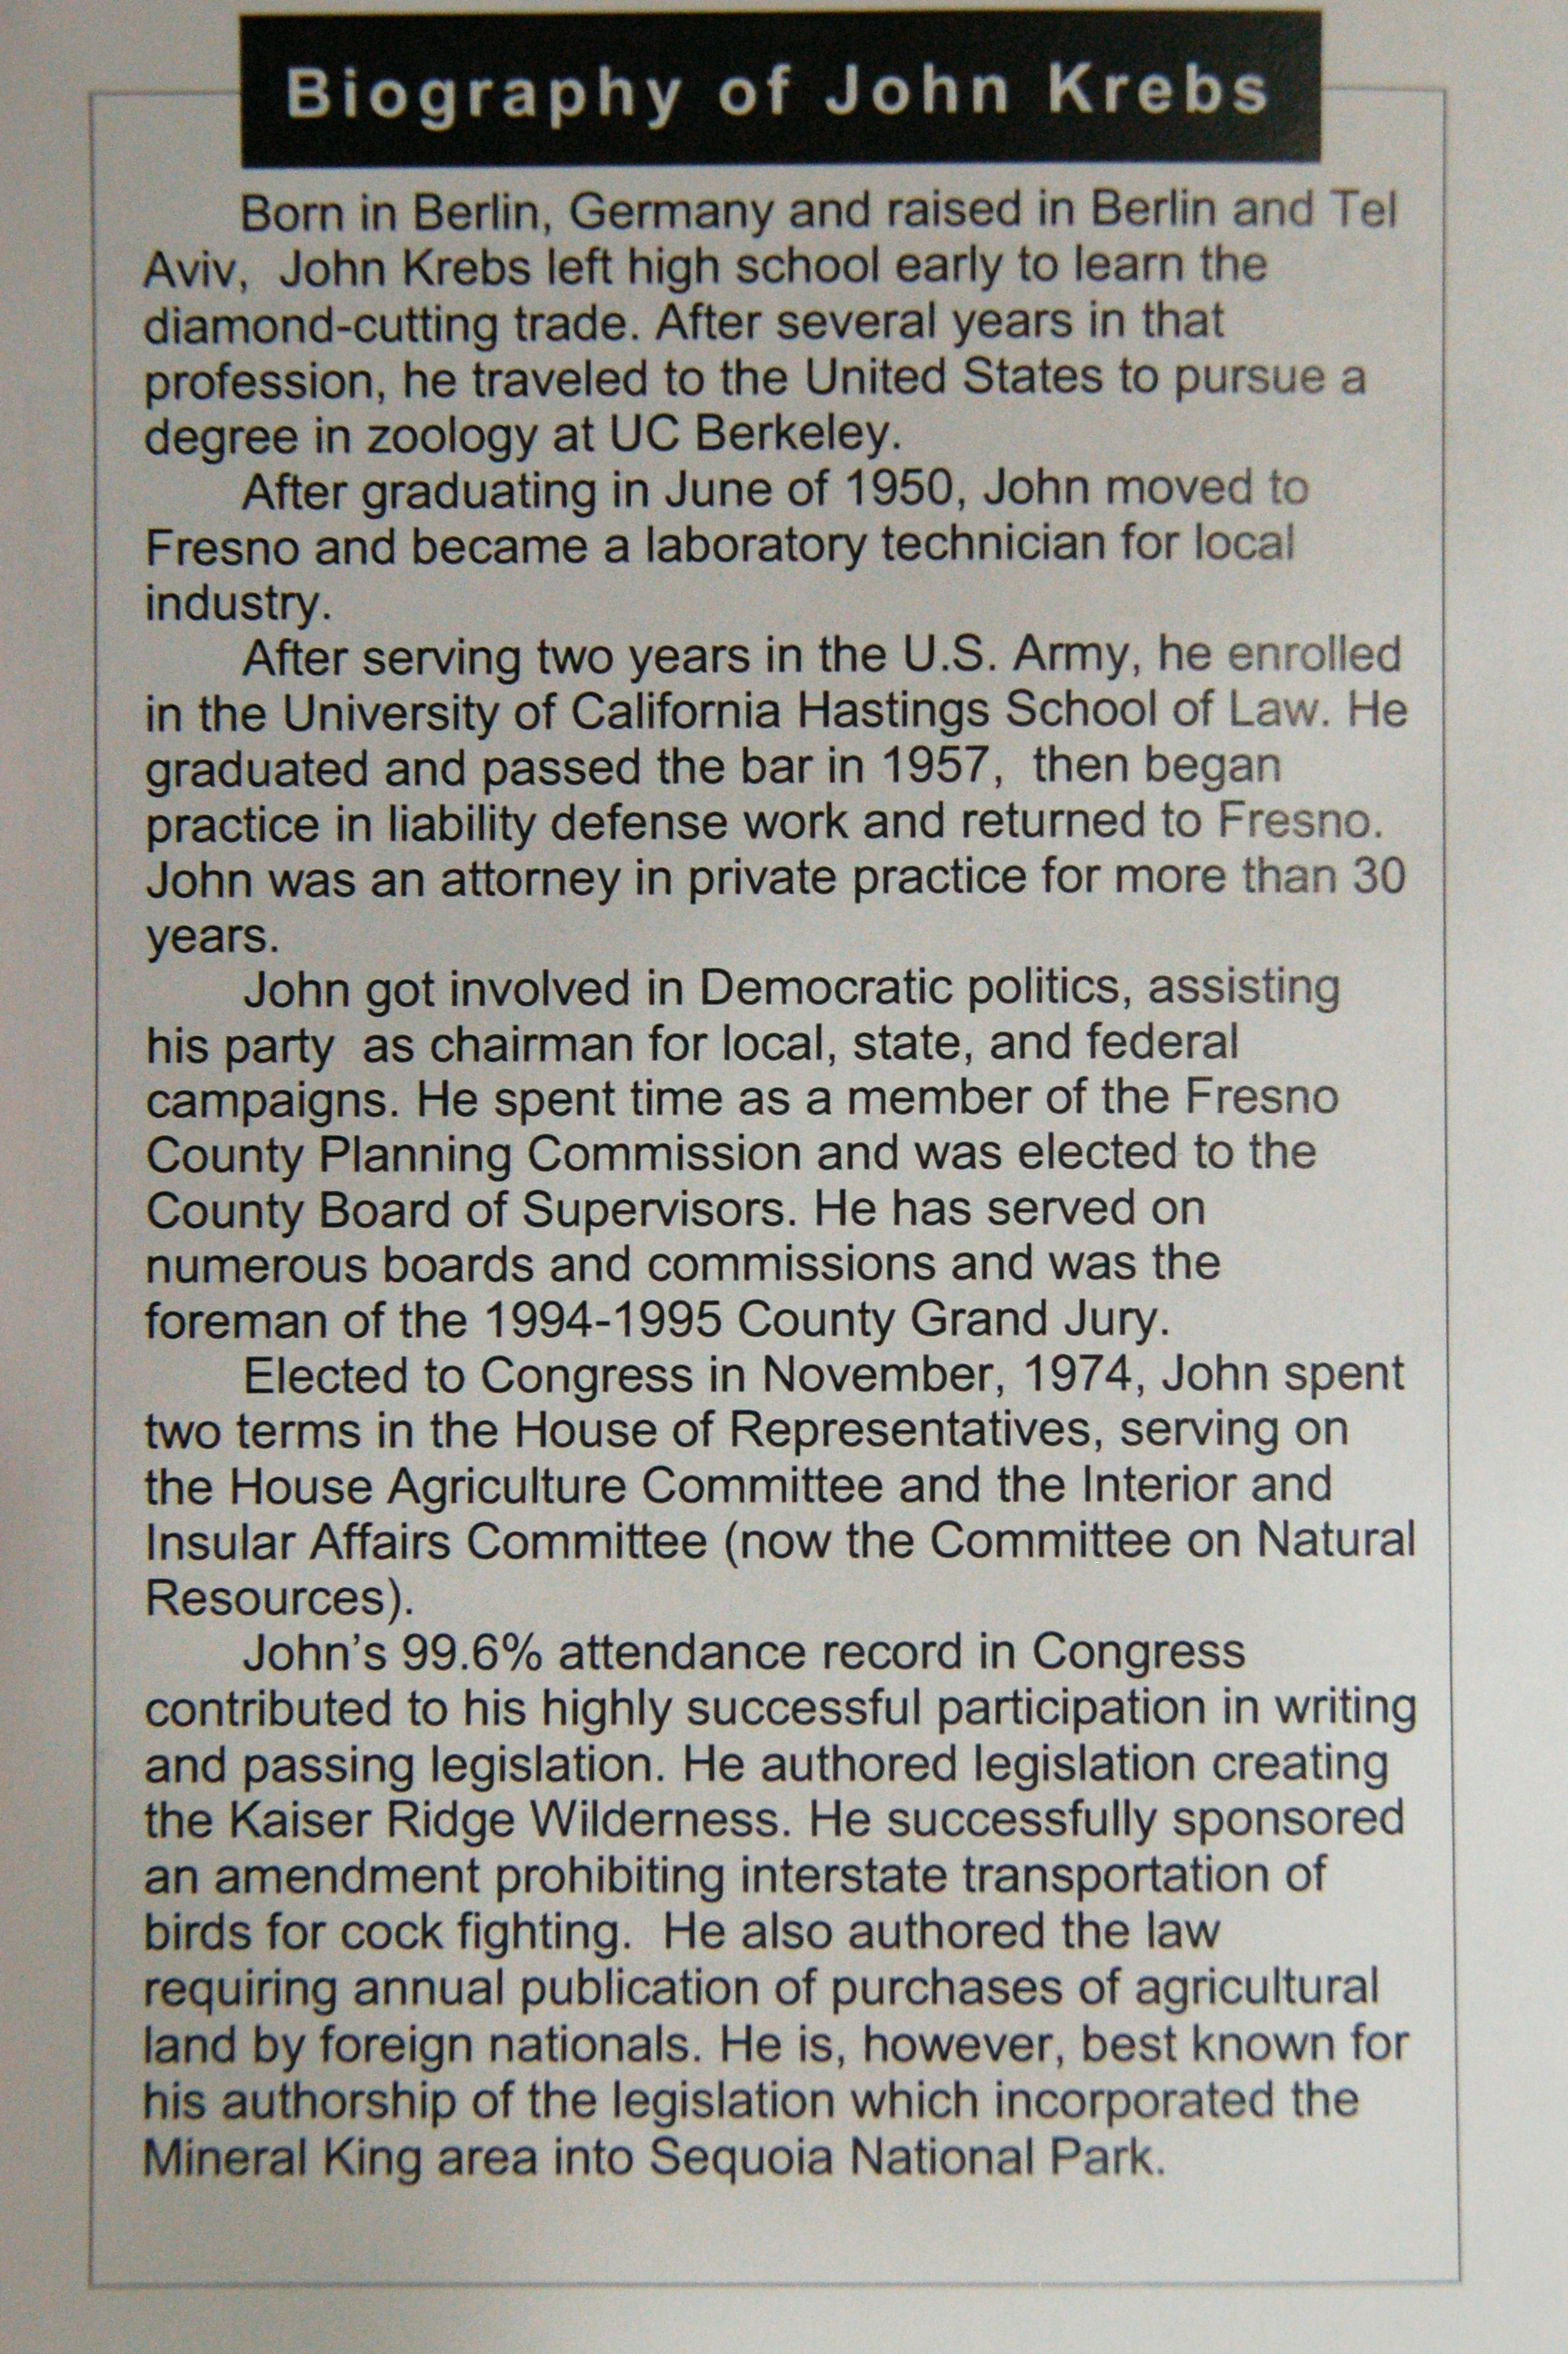 Biography of John Krebs
Born in Berlin, Germany and raised in Berlin and Tel
Aviv, John Krebs left high school early to learn the
diamond-cutting trade. After several years in that
profession, he traveled to the United States to pursue a
degree in zoology at UC Berkeley.
After graduating in June of 1950, John moved to
Fresno and became a laboratory technician for local
industry.
After serving two years in the U.S. Army, he enrolled
in the University of California Hastings School of Law. He
graduated and passed the bar in 1957, then began
practice in liability defense work and returned to Fresno.
John was an attorney in private practice for more than 30
years.
John got involved in Democratic politics, assisting
his party as chairman for local, state, and federal
campaigns. He spent time as a member of the Fresno
County Planning Commission and was elected to the
County Board of Supervisors. He has served on
numerous boards and commissions and was the
foreman of the 1994-1995 County Grand Jury.
Elected to Congress in November, 1974, John spent
two terms in the House of Representatives, serving on
the House Agriculture Committee and the Interior and
Insular Affairs Committee (now the Committee on Natural
Resources).
John's 99.6% attendance record in Congress
contributed to his highly successful participation in writing
and passing legislation. He authored legislation creating
the Kaiser Ridge Wilderness. He successfully sponsored
an amendment prohibiting interstate transportation of
birds for cock fighting. He also authored the law
requiring annual publication of purchases of agricultural
land by foreign nationals. He is, however, best known for
his authorship of the legislation which incorporated the
Mineral King area into Sequoia National Park.